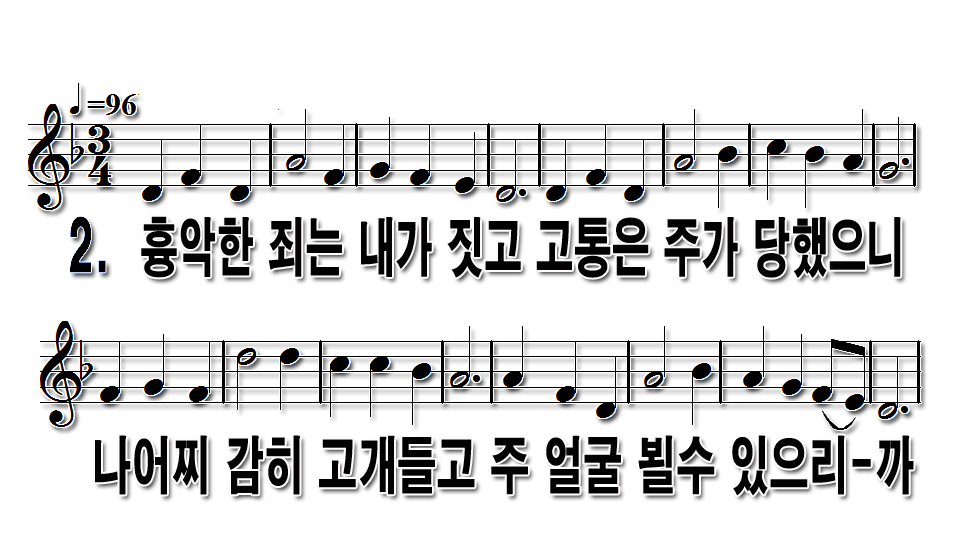 ♩=96
3
4
2. 흉악한 죄는 내가 짓고 고통은 주가 당했으니
나어찌 감히 고개들고 주 얼굴 뵐수 있으리-까